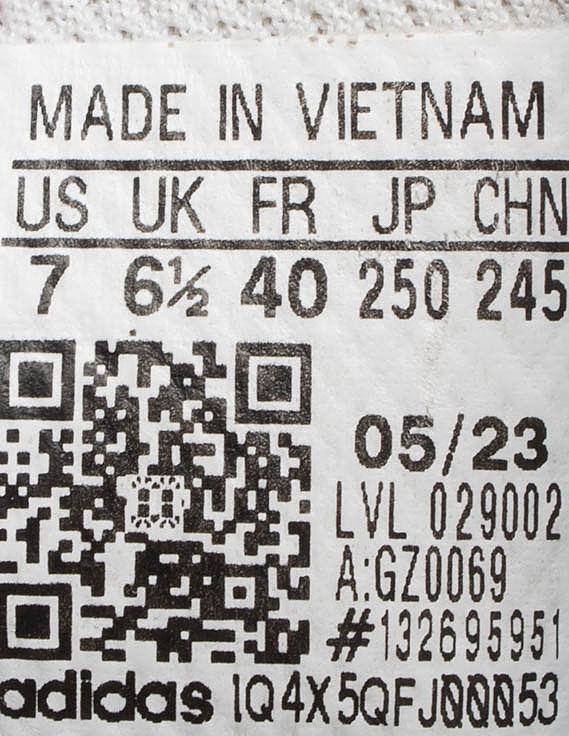 MADE IN VIETNAM
US UK FR JP CHN
7 6½ 40 250 245
05/23
LVL 029002
A:GZ0069
#132695951
adidas 1Q4X5QFJ00053